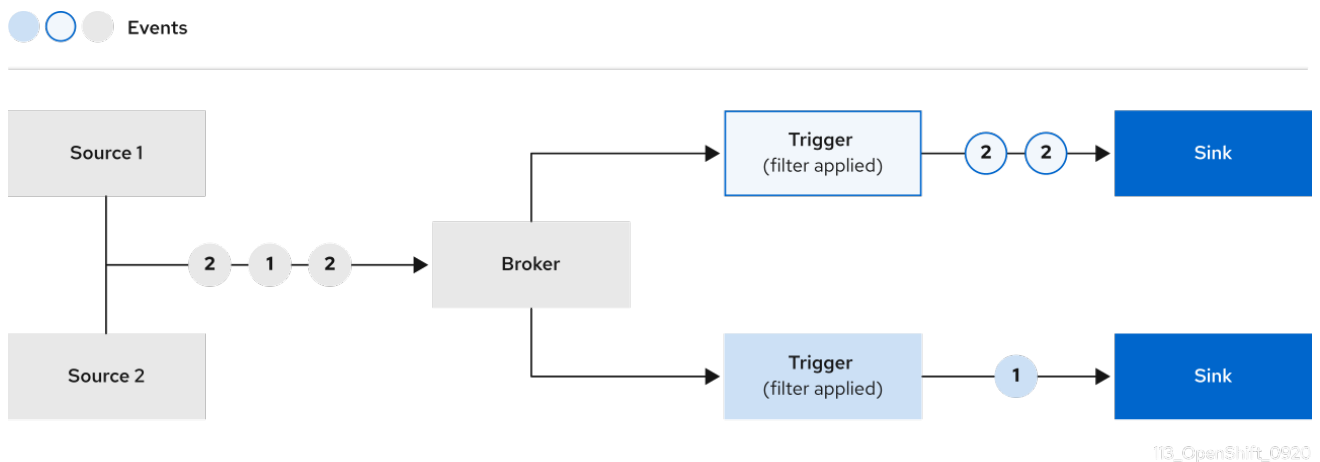 Events
Source 1
Trigger
(filter applied)
2
2
Sink
2
1
2
Broker
Source 2
Trigger
(filter applied)
1
Sink
113_OpenShift_0920